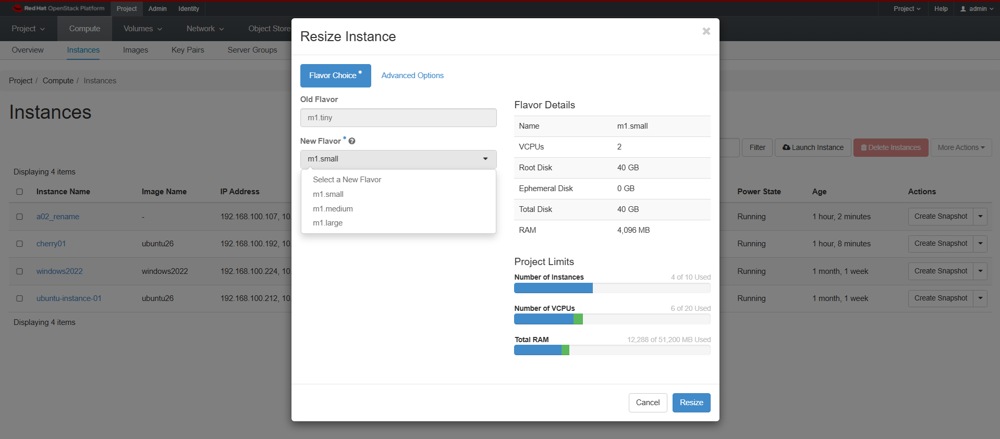 Red Hat OpenStack Platform Project Admin Identity Project Help admin
Project Compute Volumes Network Object Store
Overview Instances Images Key Pairs Server Groups
Project / Compute / Instances
Instances
Filter Launch Instance Delete Instances More Actions
Displaying 4 items
Instance Name Image Name IP Address Power State Age Actions
a02_rename - 192.168.100.107, 10. Running 1 hour, 2 minutes Create Snapshot
cherry01 ubuntu26 192.168.100.192, 10. Running 1 hour, 8 minutes Create Snapshot
windows2022 windows2022 192.168.100.224, 10. Running 1 month, 1 week Create Snapshot
ubuntu-instance-01 ubuntu26 192.168.100.212, 10. Running 1 month, 1 week Create Snapshot
Displaying 4 items
Resize Instance ×
Flavor Choice * Advanced Options
Old Flavor
m1.tiny
New Flavor * ?
m1.small
Select a New Flavor
m1.small
m1.medium
m1.large
Flavor Details
Name m1.small
VCPUs 2
Root Disk 40 GB
Ephemeral Disk 0 GB
Total Disk 40 GB
RAM 4,096 MB
Project Limits
Number of Instances 4 of 10 Used
Number of VCPUs 6 of 20 Used
Total RAM 12,288 of 51,200 MB Used
Cancel Resize